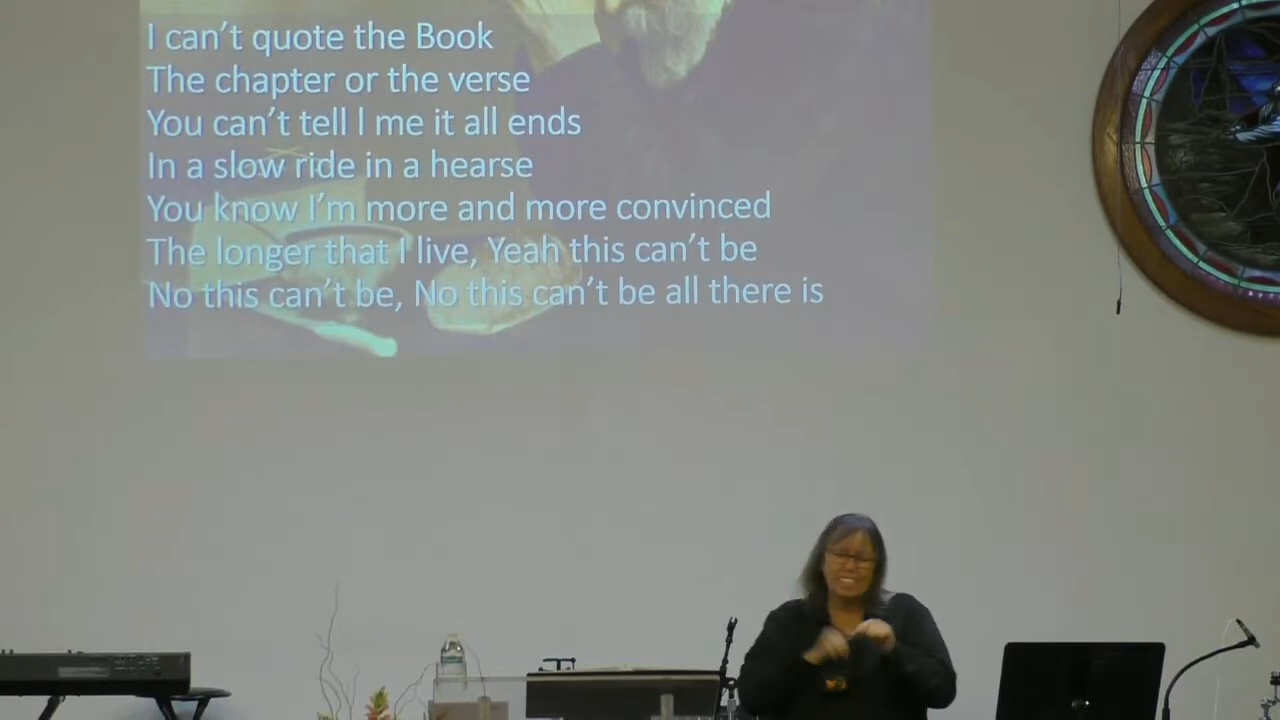 I can't quote the Book
The chapter or the verse
You can't tell l me it all ends
In a slow ride in a hearse
You know I'm more and more convinced
The longer that I live, Yeah this can't be
No this can't be, No this can't be all there is